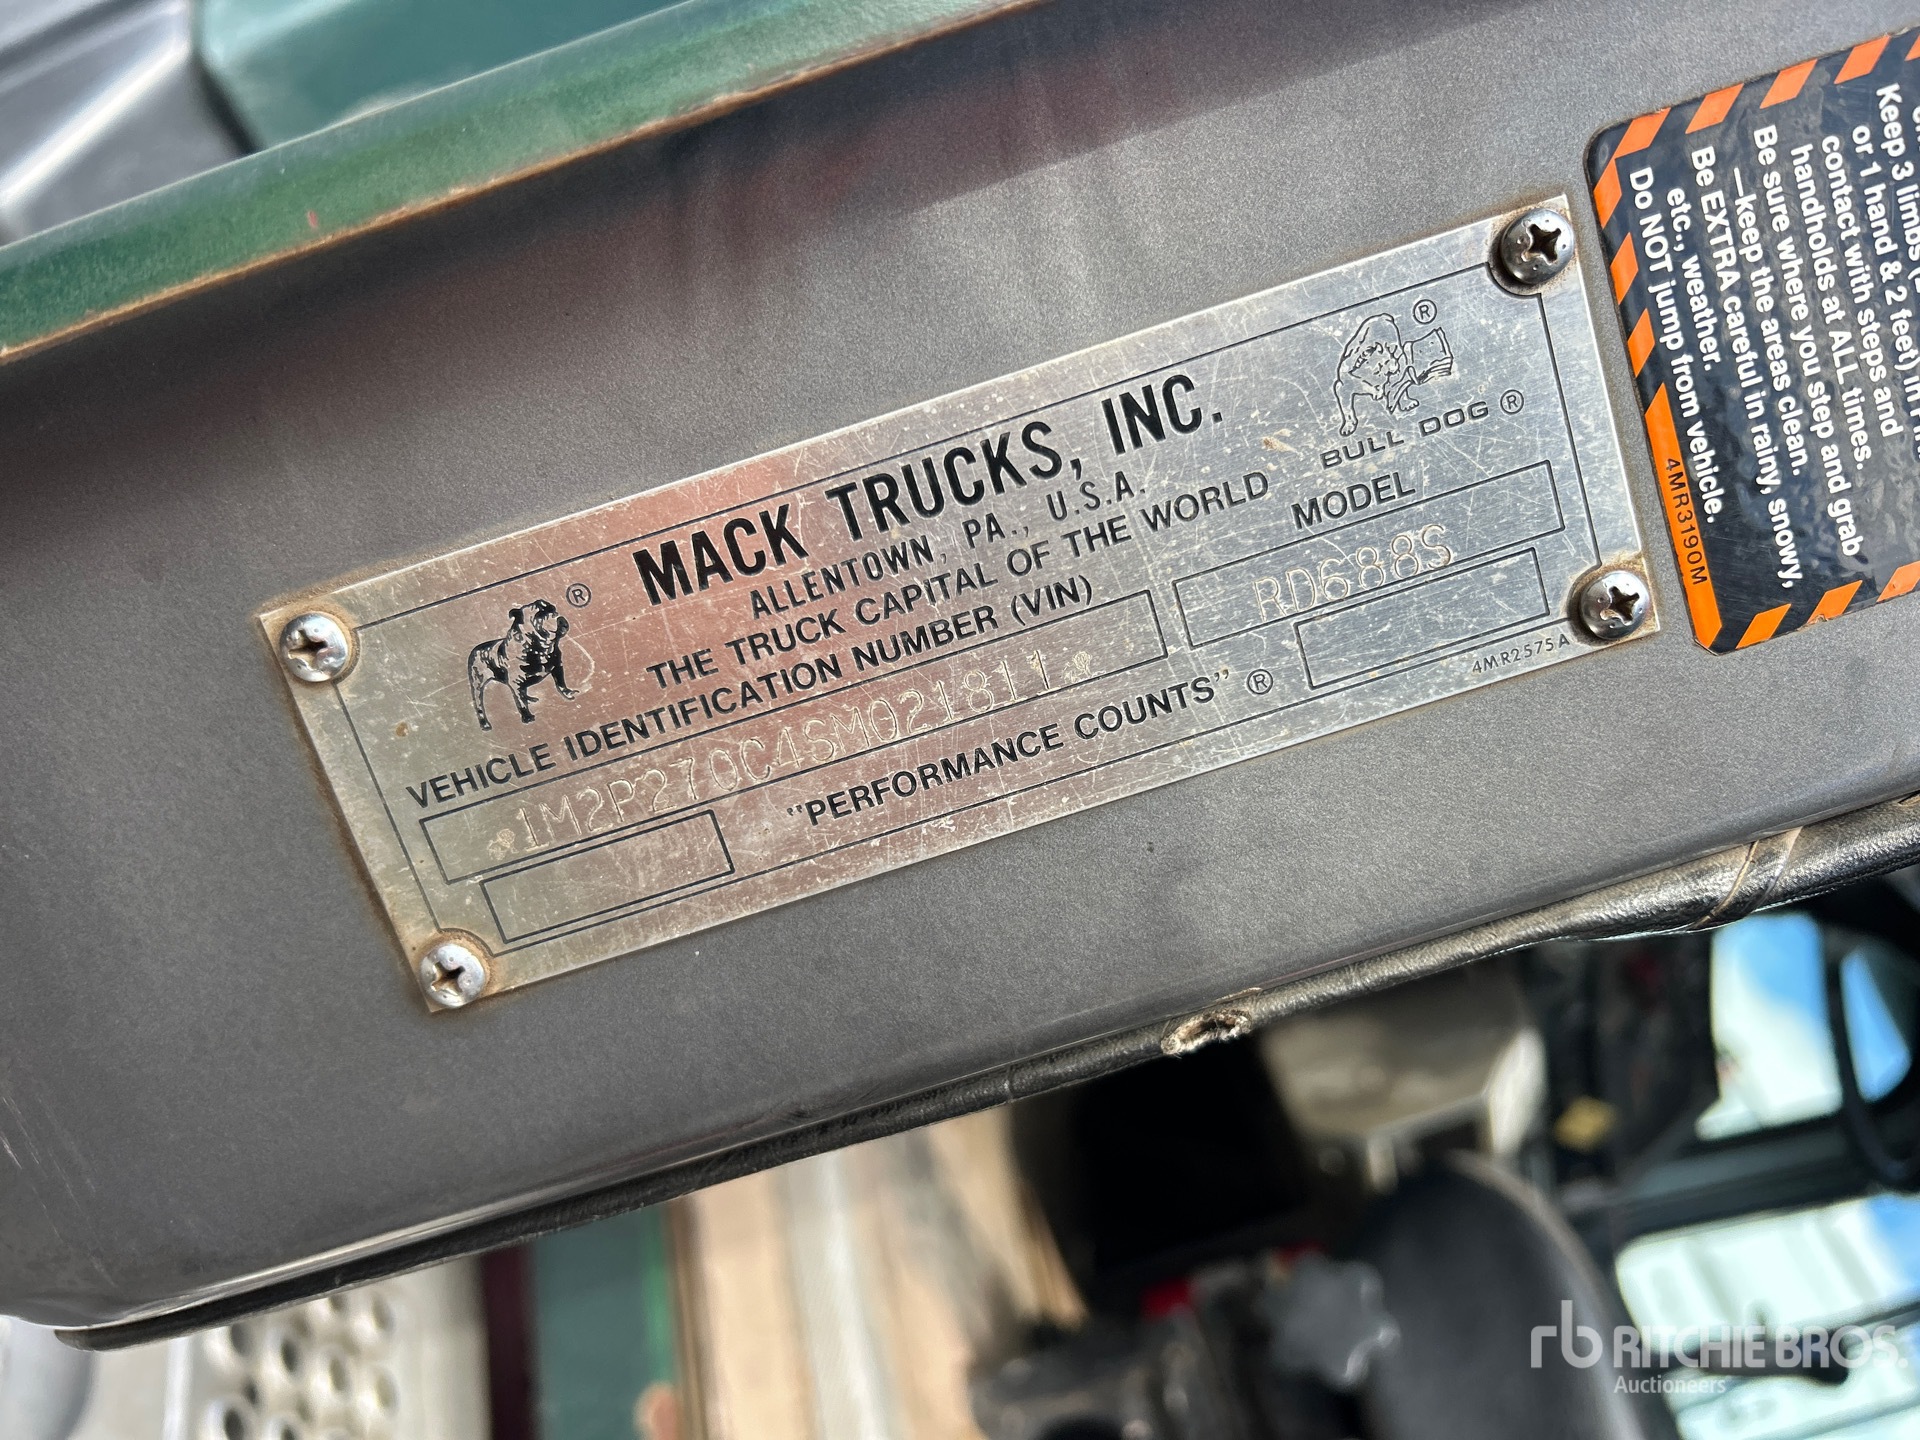 MACK TRUCKS, INC.
ALLENTOWN, PA., U.S.A.
THE TRUCK CAPITAL OF THE WORLD
®
BULL DOG ®
®
VEHICLE IDENTIFICATION NUMBER (VIN)
MODEL
1M2P270C4SM021811
RD688S
"PERFORMANCE COUNTS" ®
4MR2575A
Keep 3 limbs
or 1 hand & 2 feet) in
contact with steps and
handholds at ALL times.
Be sure where you step and grab
—keep the areas clean.
Be EXTRA careful in rainy, snowy,
etc., weather.
Do NOT jump from vehicle.
4MR3190M
rb RITCHIE BROS.
Auctioneers